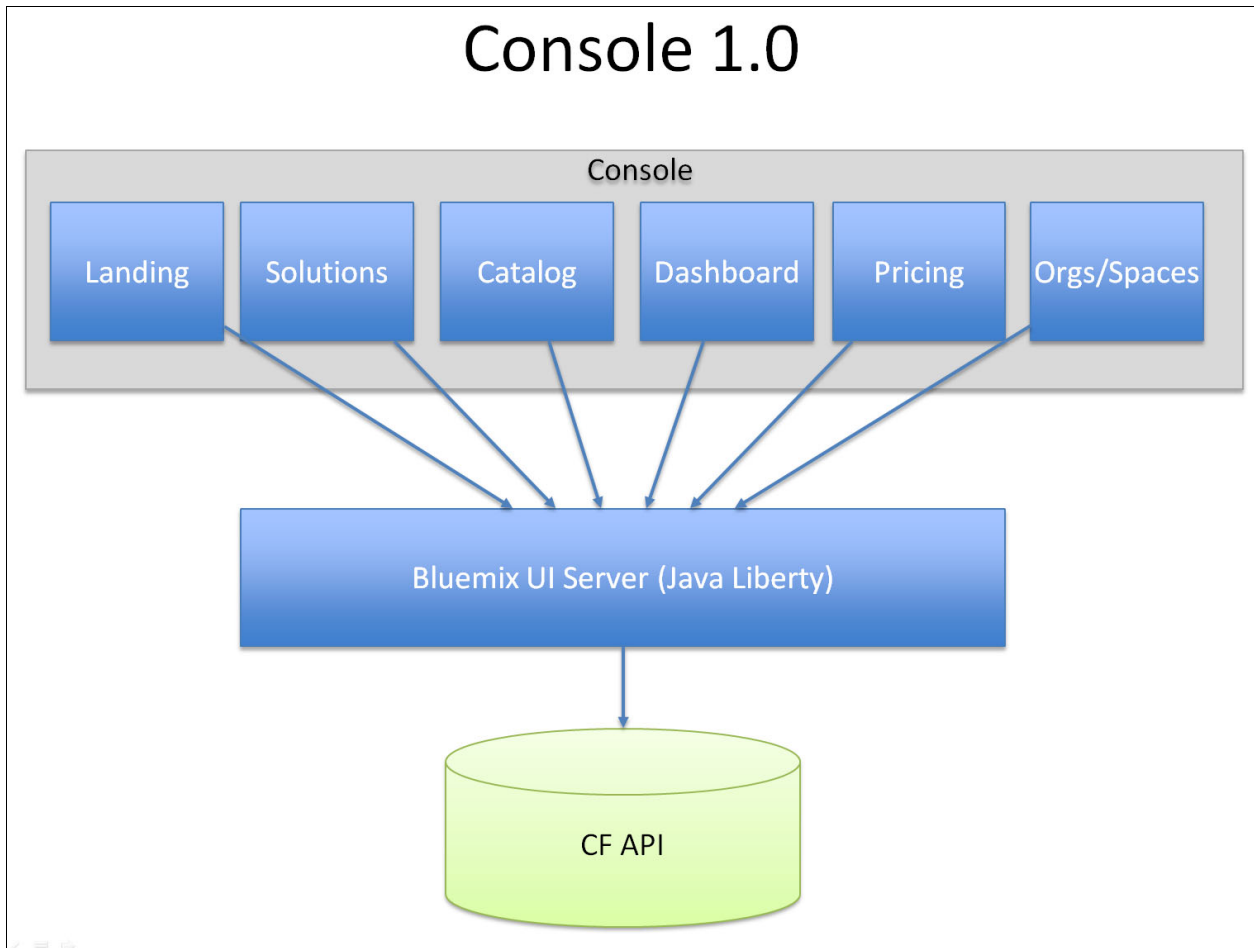 Console 1.0
Console
Landing
Solutions
Catalog
Dashboard
Pricing
Orgs/Spaces
Bluemix UI Server (Java Liberty)
CF API